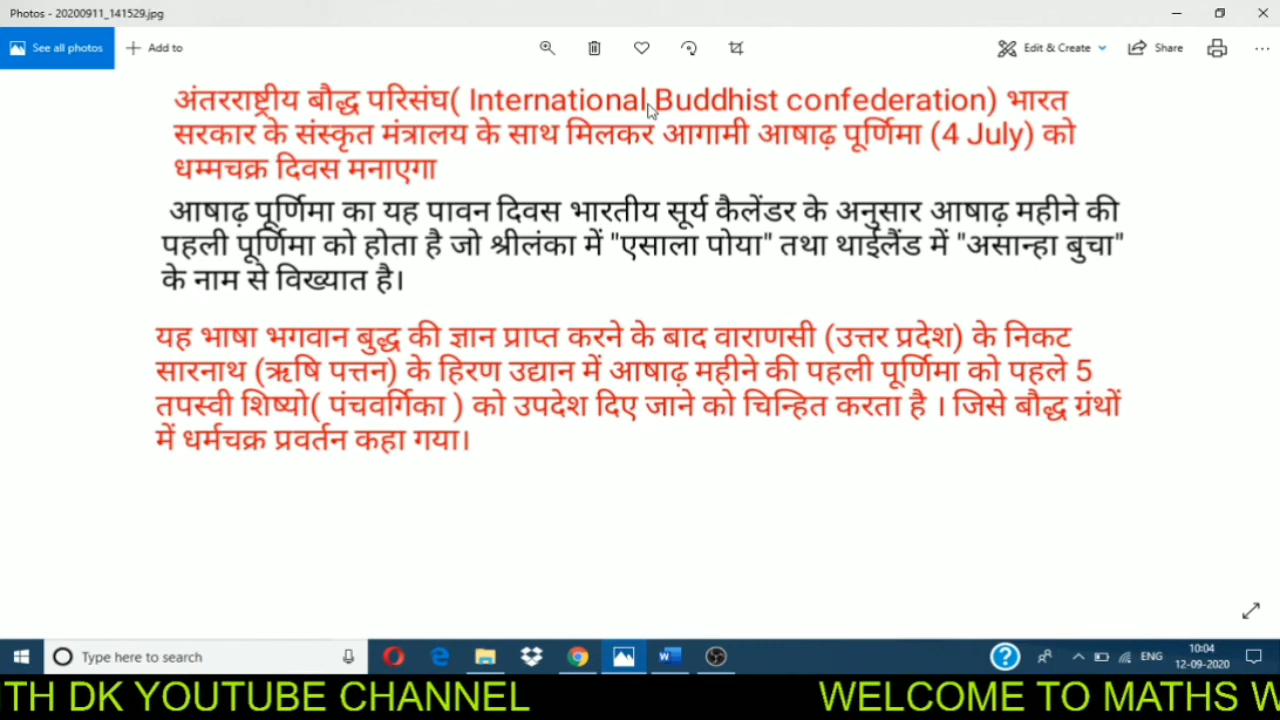 Photos - 20200911_141529.jpg
See all photos
Add to
Edit & Create
Share
अंतरराष्ट्रीय बौद्ध परिसंघ( International Buddhist confederation) भारत
सरकार के संस्कृत मंत्रालय के साथ मिलकर आगामी आषाढ़ पूर्णिमा (4 July) को
धम्मचक्र दिवस मनाएगा
आषाढ़ पूर्णिमा का यह पावन दिवस भारतीय सूर्य कैलेंडर के अनुसार आषाढ़ महीने की
पहली पूर्णिमा को होता है जो श्रीलंका में "एसाला पोया" तथा थाईलैंड में "असान्हा बुचा"
के नाम से विख्यात है।
यह भाषा भगवान बुद्ध की ज्ञान प्राप्त करने के बाद वाराणसी (उत्तर प्रदेश) के निकट
सारनाथ (ऋषि पत्तन) के हिरण उद्यान में आषाढ़ महीने की पहली पूर्णिमा को पहले 5
तपस्वी शिष्यो( पंचवर्गिका ) को उपदेश दिए जाने को चिन्हित करता है । जिसे बौद्ध ग्रंथों
में धर्मचक्र प्रवर्तन कहा गया।
Type here to search
ENG
10:04
12-09-2020
TH DK YOUTUBE CHANNEL
WELCOME TO MATHS W